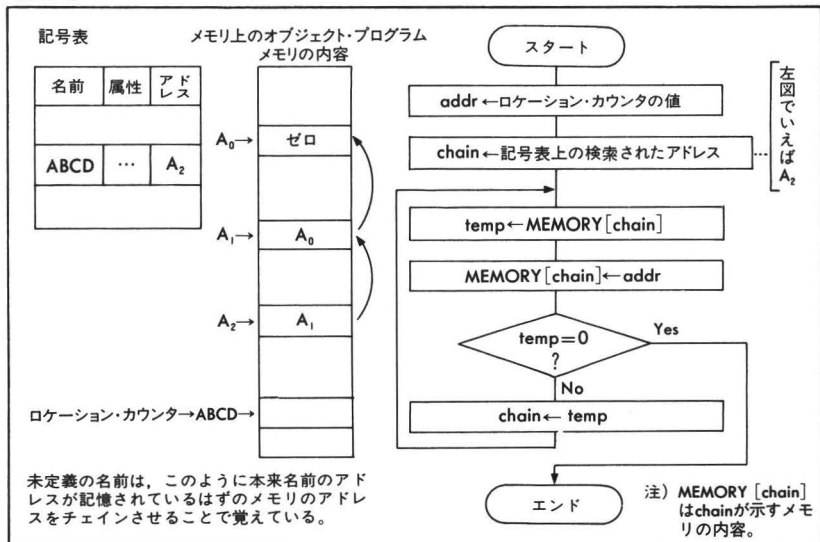 記号表
名前 属性 アドレス
ABCD … A₂
メモリ上のオブジェクト・プログラム
メモリの内容
A₀→ ゼロ
A₁→ A₀
A₂→ A₁
ロケーション・カウンタ→ABCD→
未定義の名前は，このように本来名前のアド
レスが記憶されているはずのメモリのアドレ
スをチェインさせることで覚えている。
スタート
addr←ロケーション・カウンタの値
chain←記号表上の検索されたアドレス
…
左図でいえばA₂
temp←MEMORY［chain］
MEMORY［chain］←addr
temp＝0
?
Yes
No
chain← temp
エンド
注）MEMORY［chain］
はchainが示すメモ
リの内容。